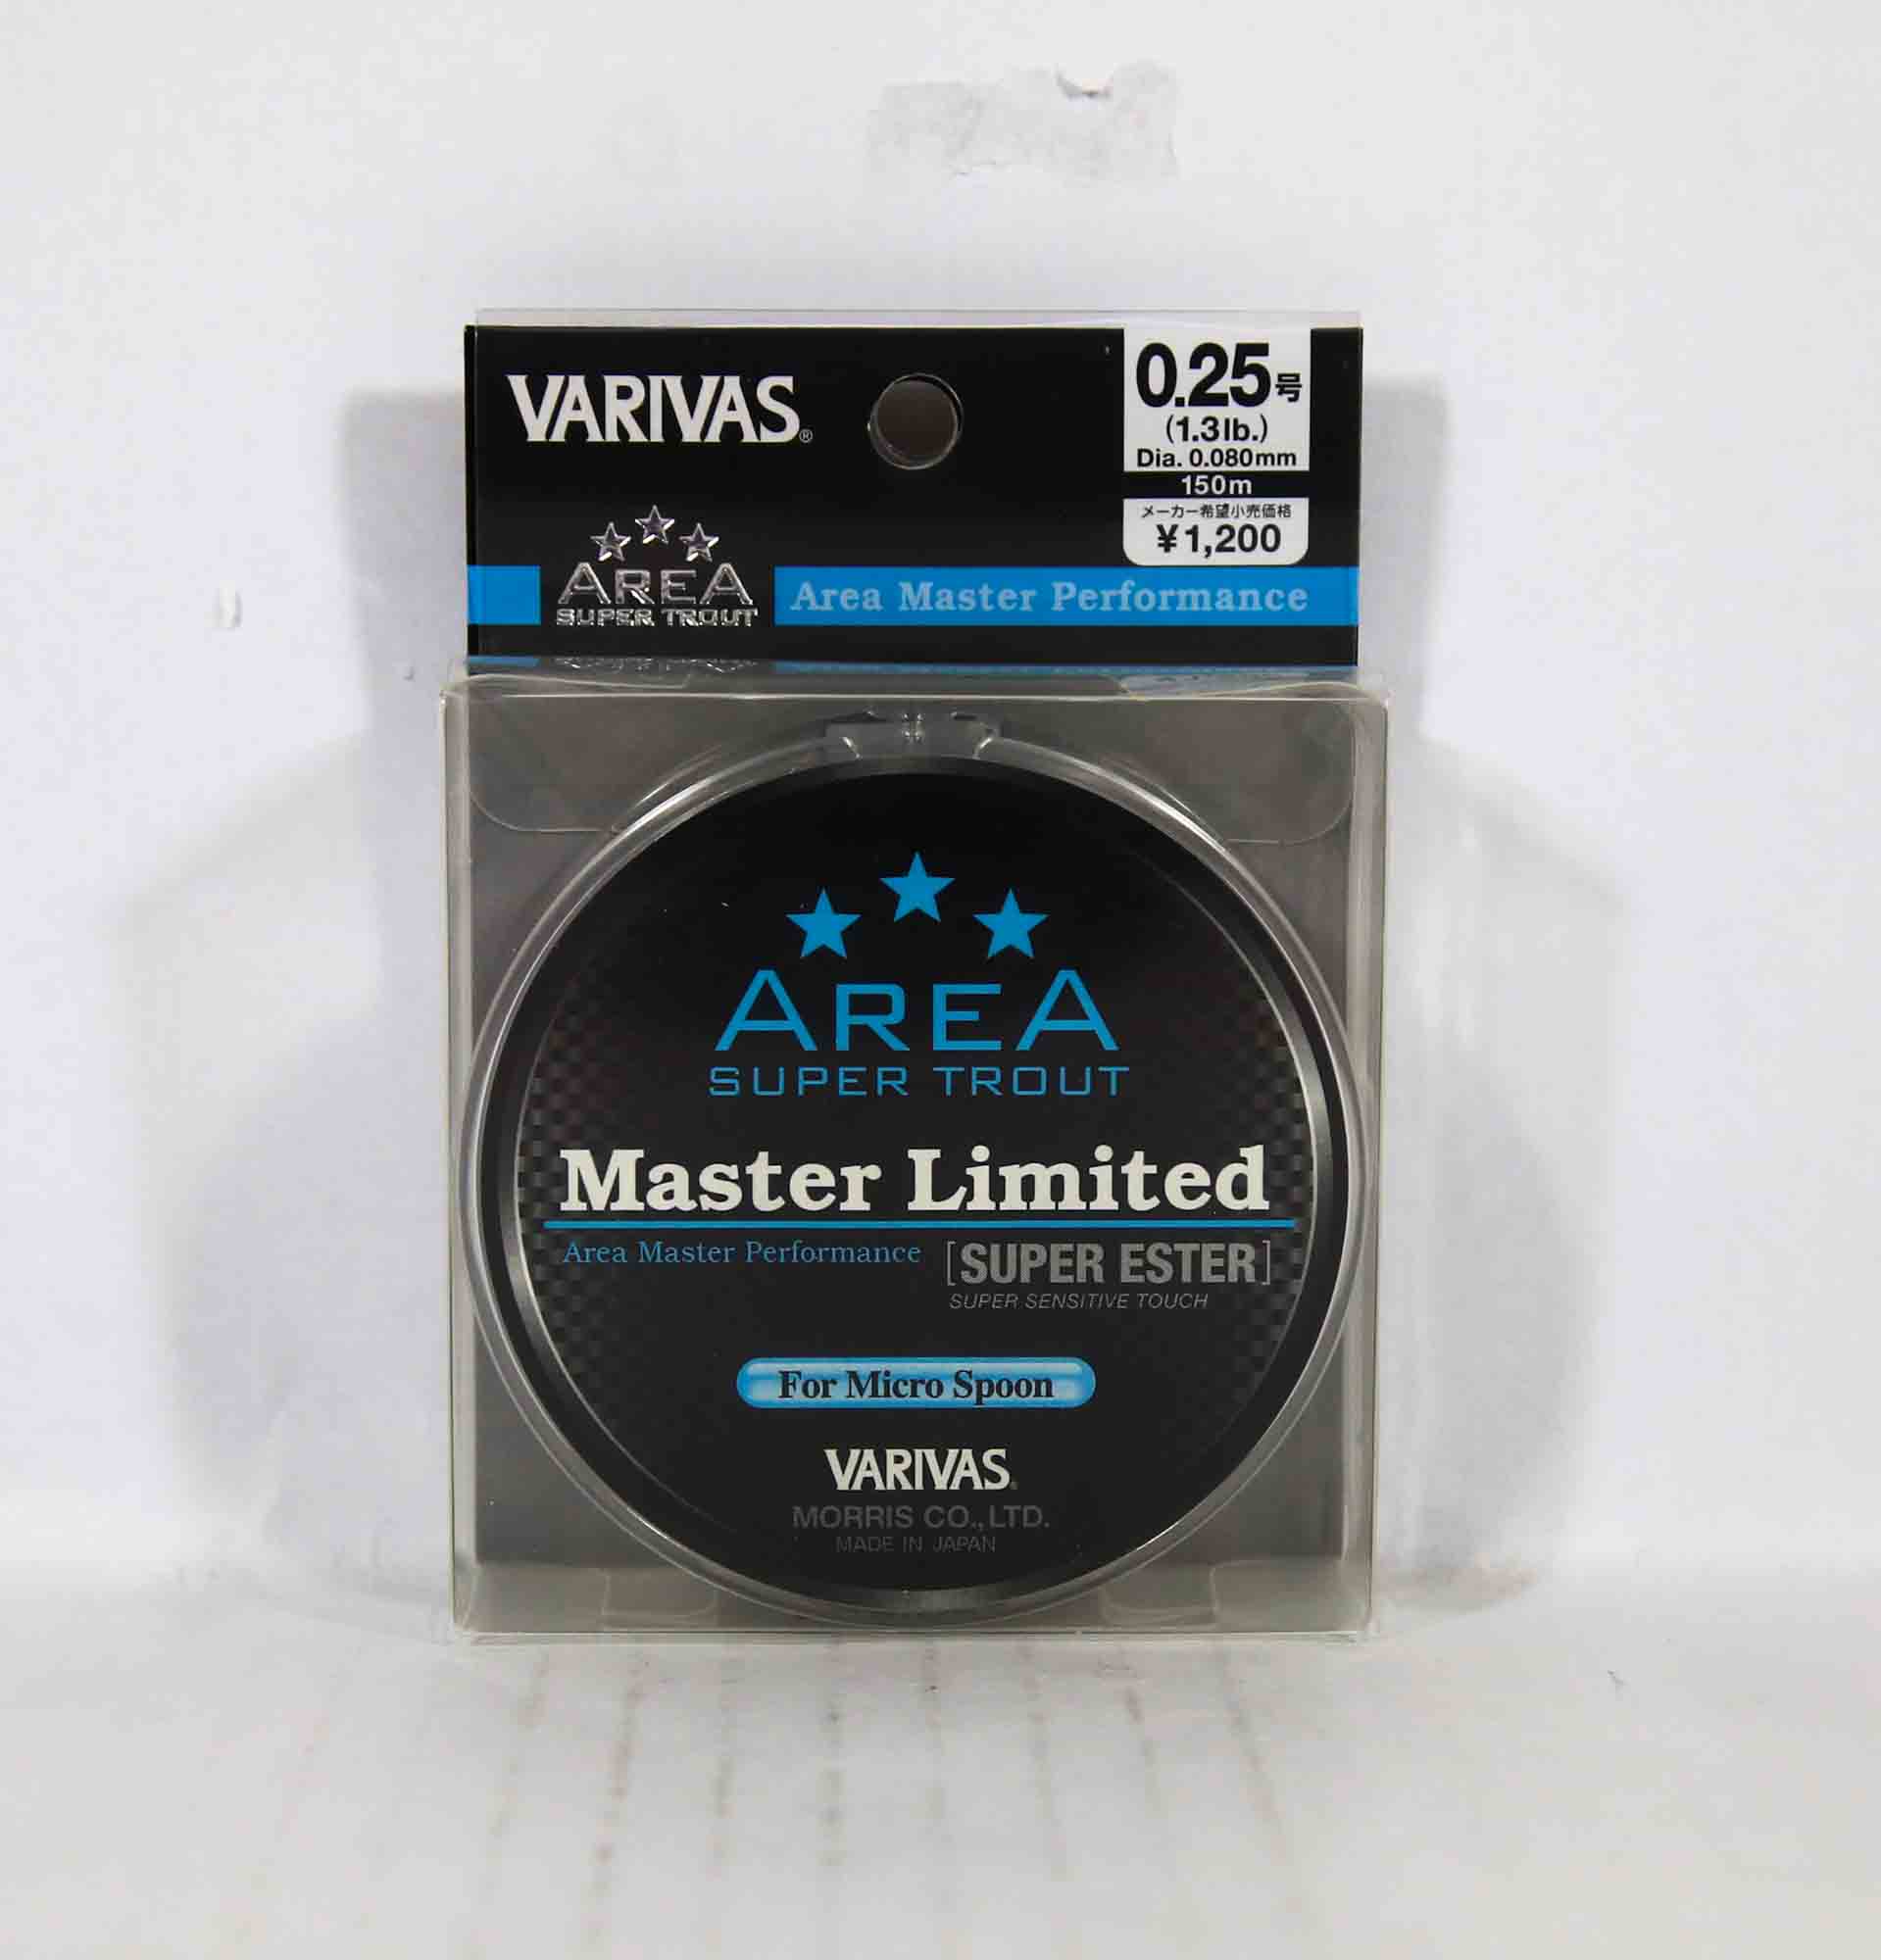 VARIVAS®
0.25号
(1.3lb.)
Dia. 0.080mm
150m
メーカー希望小売価格
¥1,200
AREA
SUPER TROUT
Area Master Performance
AREA
SUPER TROUT
Master Limited
Area Master Performance [SUPER ESTER]
SUPER SENSITIVE TOUCH
For Micro Spoon
VARIVAS®
MORRIS CO., LTD.
MADE IN JAPAN